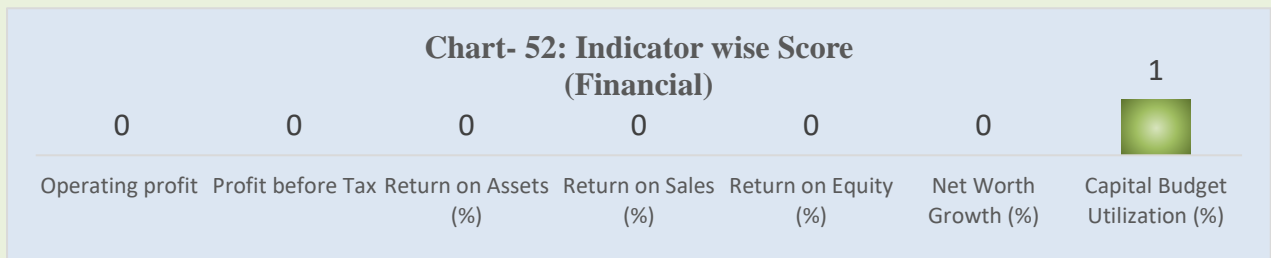 Chart- 52: Indicator wise Score
(Financial)
0 0 0 0 0 0 1
Operating profit Profit before Tax Return on Assets (%) Return on Sales (%) Return on Equity (%) Net Worth Growth (%) Capital Budget Utilization (%)